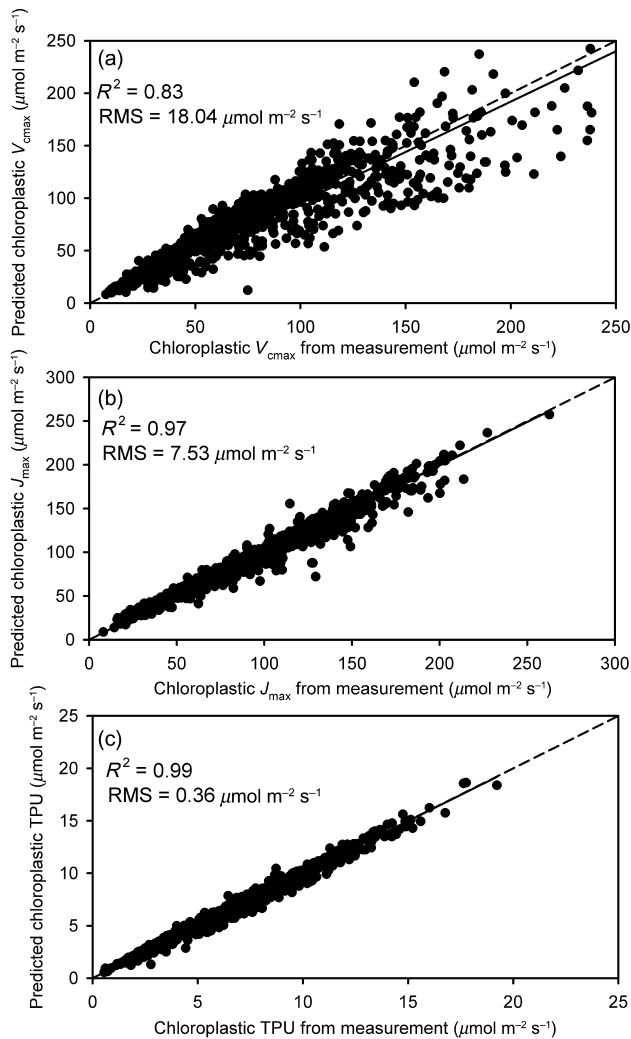 (a)
R² = 0.83
RMS = 18.04 μmol m⁻² s⁻¹
Predicted chloroplastic Vcmax (μmol m⁻² s⁻¹)
250
200
150
100
50
0
0 50 100 150 200 250
Chloroplastic Vcmax from measurement (μmol m⁻² s⁻¹)
(b)
R² = 0.97
RMS = 7.53 μmol m⁻² s⁻¹
Predicted chloroplastic Jmax (μmol m⁻² s⁻¹)
300
250
200
150
100
50
0
0 50 100 150 200 250 300
Chloroplastic Jmax from measurement (μmol m⁻² s⁻¹)
(c)
R² = 0.99
RMS = 0.36 μmol m⁻² s⁻¹
Predicted chloroplastic TPU (μmol m⁻² s⁻¹)
25
20
15
10
5
0
0 5 10 15 20 25
Chloroplastic TPU from measurement (μmol m⁻² s⁻¹)